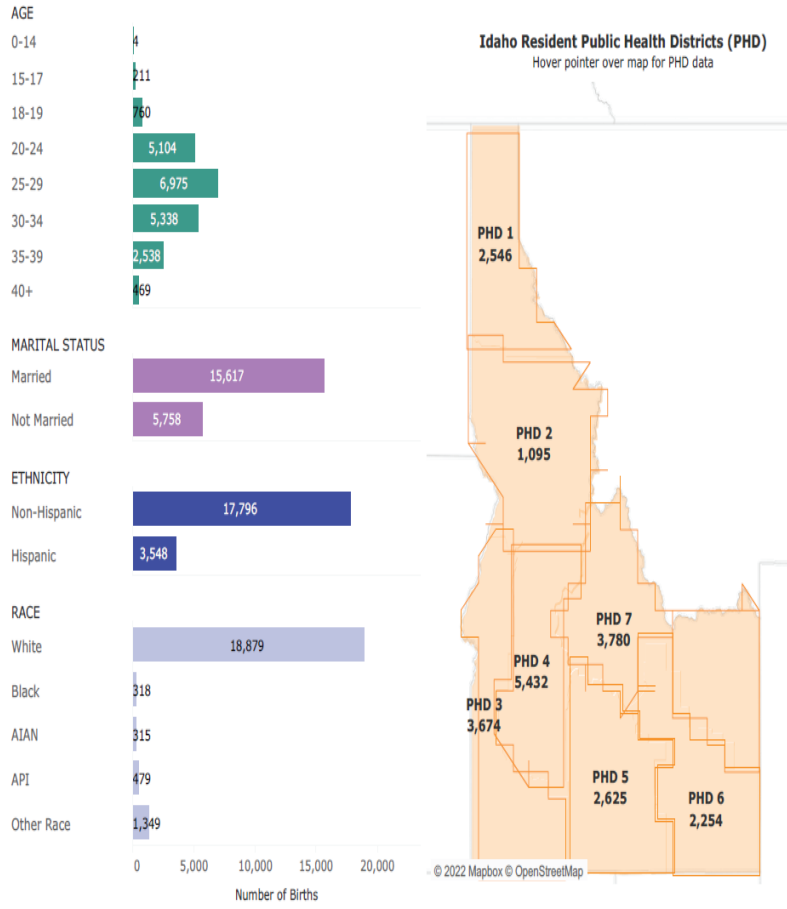 AGE
0-14 4
15-17 211
18-19 760
20-24 5,104
25-29 6,975
30-34 5,338
35-39 2,538
40+ 469
MARITAL STATUS
Married 15,617
Not Married 5,758
ETHNICITY
Non-Hispanic 17,796
Hispanic 3,548
RACE
White 18,879
Black 318
AIAN 315
API 479
Other Race 1,349
0 5,000 10,000 15,000 20,000
Number of Births
Idaho Resident Public Health Districts (PHD)
Hover pointer over map for PHD data
PHD 1
2,546
PHD 2
1,095
PHD 7
3,780
PHD 4
5,432
PHD 3
3,674
PHD 5
2,625
PHD 6
2,254
© 2022 Mapbox © OpenStreetMap